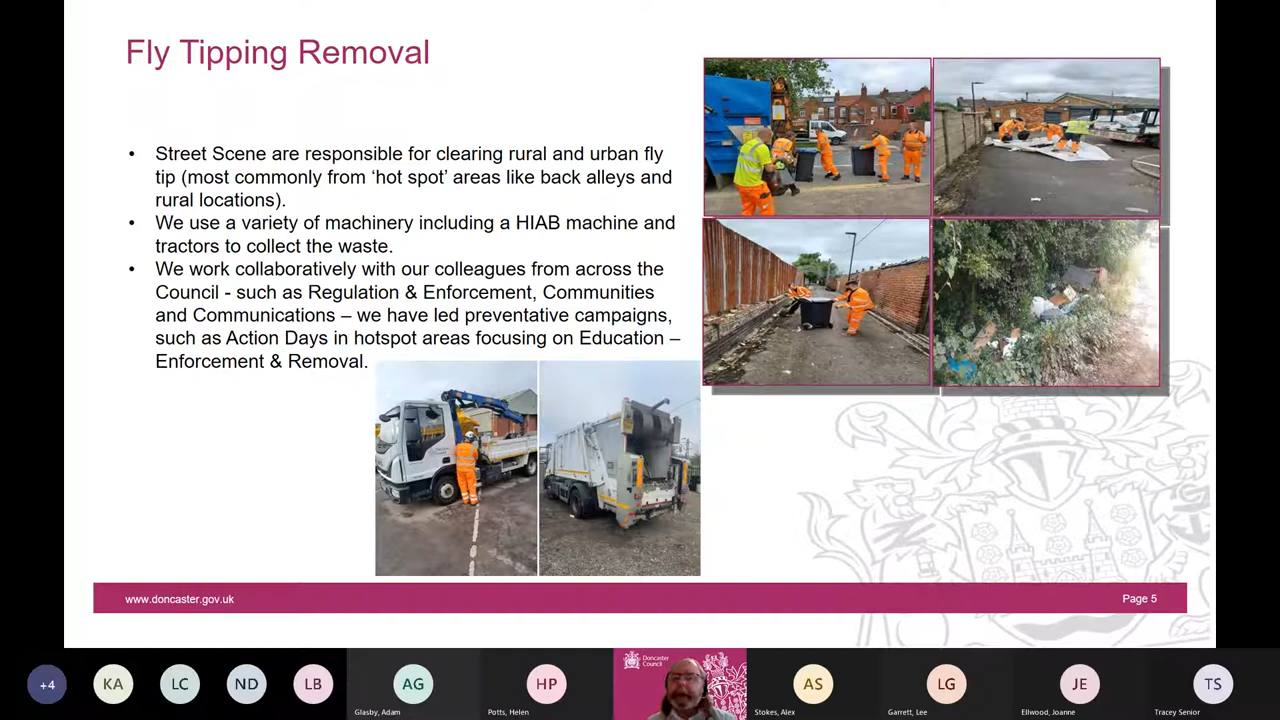 Fly Tipping Removal
• Street Scene are responsible for clearing rural and urban fly
tip (most commonly from ‘hot spot’ areas like back alleys and
rural locations).
• We use a variety of machinery including a HIAB machine and
tractors to collect the waste.
• We work collaboratively with our colleagues from across the
Council - such as Regulation & Enforcement, Communities
and Communications – we have led preventative campaigns,
such as Action Days in hotspot areas focusing on Education –
Enforcement & Removal.
www.doncaster.gov.uk
Page 5
+4
KA
LC
ND
LB
AG
Glasby, Adam
HP
Potts, Helen
Doncaster
Council
AS
Stokes, Alex
LG
Garrett, Lee
JE
Ellwood, Joanne
TS
Tracey Senior